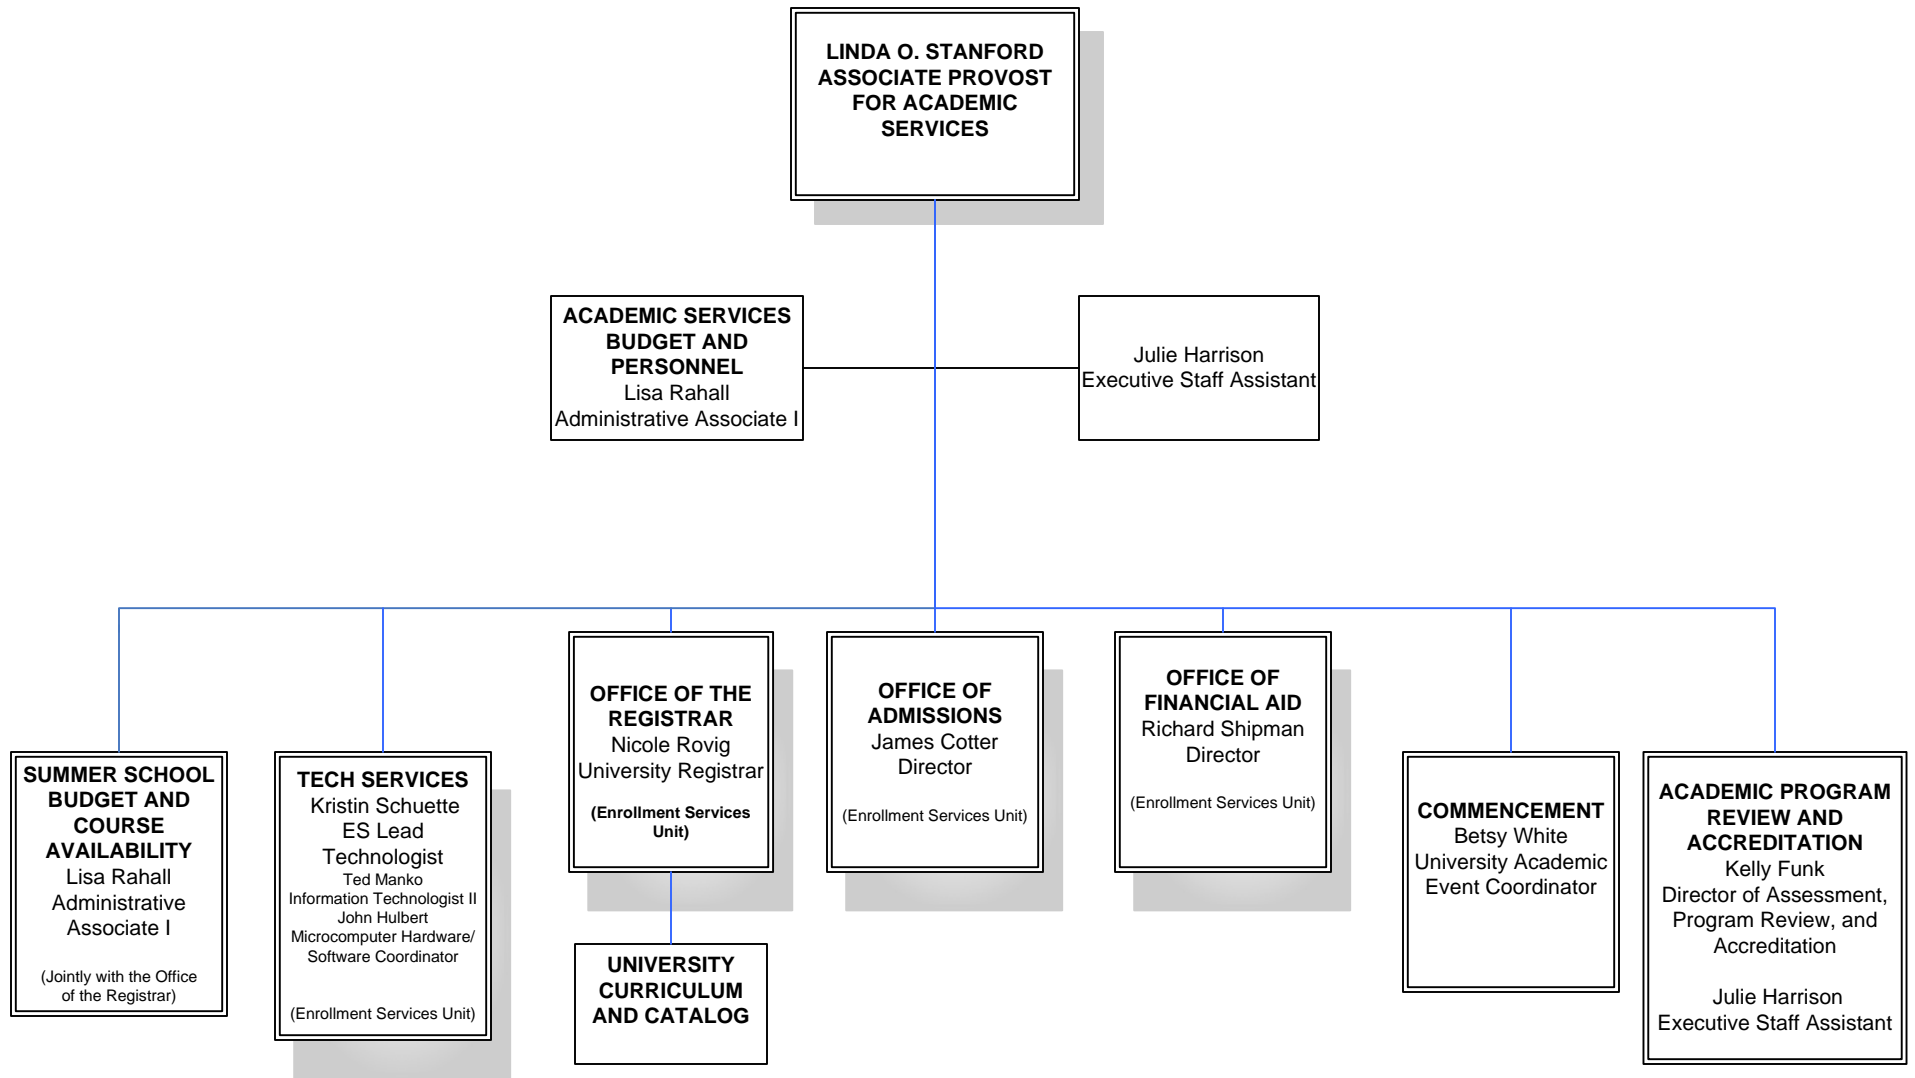 LINDA O. STANFORD
ASSOCIATE PROVOST
FOR ACADEMIC
SERVICES
ACADEMIC SERVICES
BUDGET AND
PERSONNEL
Lisa Rahall
Administrative Associate I
Julie Harrison
Executive Staff Assistant
SUMMER SCHOOL
BUDGET AND
COURSE
AVAILABILITY
Lisa Rahall
Administrative
Associate I
(Jointly with the Office
of the Registrar)
TECH SERVICES
Kristin Schuette
ES Lead
Technologist
Ted Manko
Information Technologist II
John Hulbert
Microcomputer Hardware/
Software Coordinator
(Enrollment Services Unit)
OFFICE OF THE
REGISTRAR
Nicole Rovig
University Registrar
(Enrollment Services
Unit)
UNIVERSITY
CURRICULUM
AND CATALOG
OFFICE OF
ADMISSIONS
James Cotter
Director
(Enrollment Services Unit)
OFFICE OF
FINANCIAL AID
Richard Shipman
Director
(Enrollment Services Unit)
COMMENCEMENT
Betsy White
University Academic
Event Coordinator
ACADEMIC PROGRAM
REVIEW AND
ACCREDITATION
Kelly Funk
Director of Assessment,
Program Review, and
Accreditation
Julie Harrison
Executive Staff Assistant